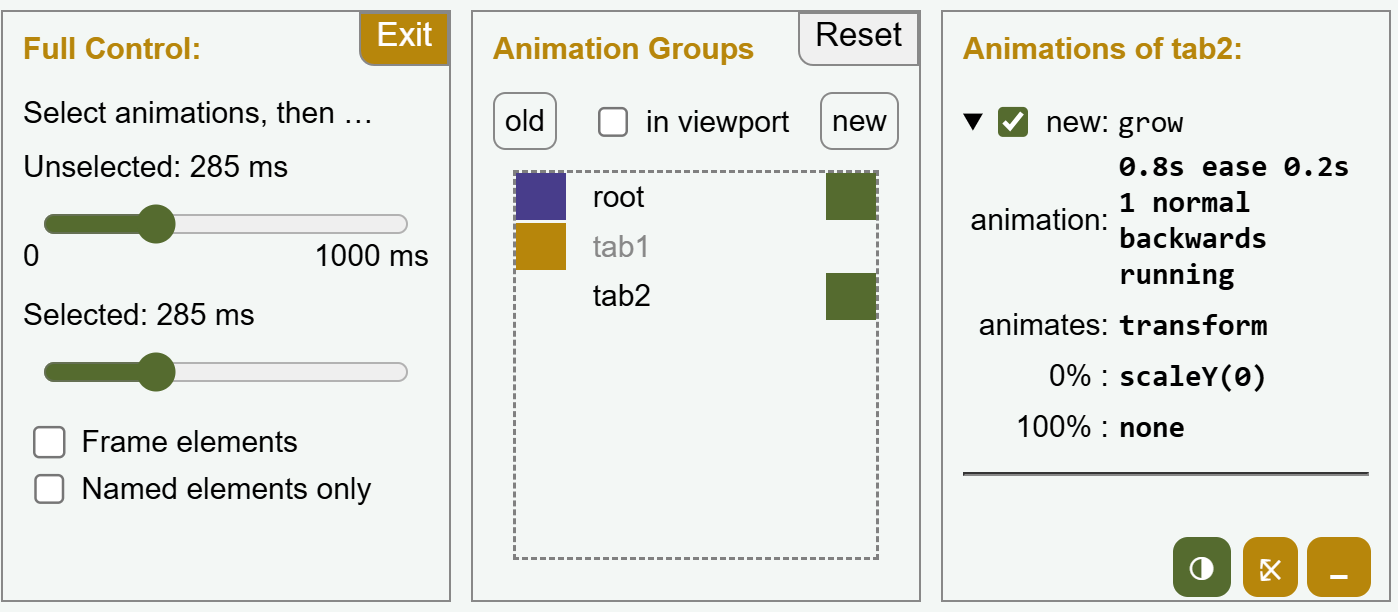 Full Control:
Exit
Select animations, then …
Unselected: 285 ms
0
1000 ms
Selected: 285 ms
Frame elements
Named elements only
Animation Groups
Reset
old
in viewport
new
root
tab1
tab2
Animations of tab2:
▼ new: grow
animation: 0.8s ease 0.2s
1 normal
backwards
running
animates: transform
0% : scaleY(0)
100% : none